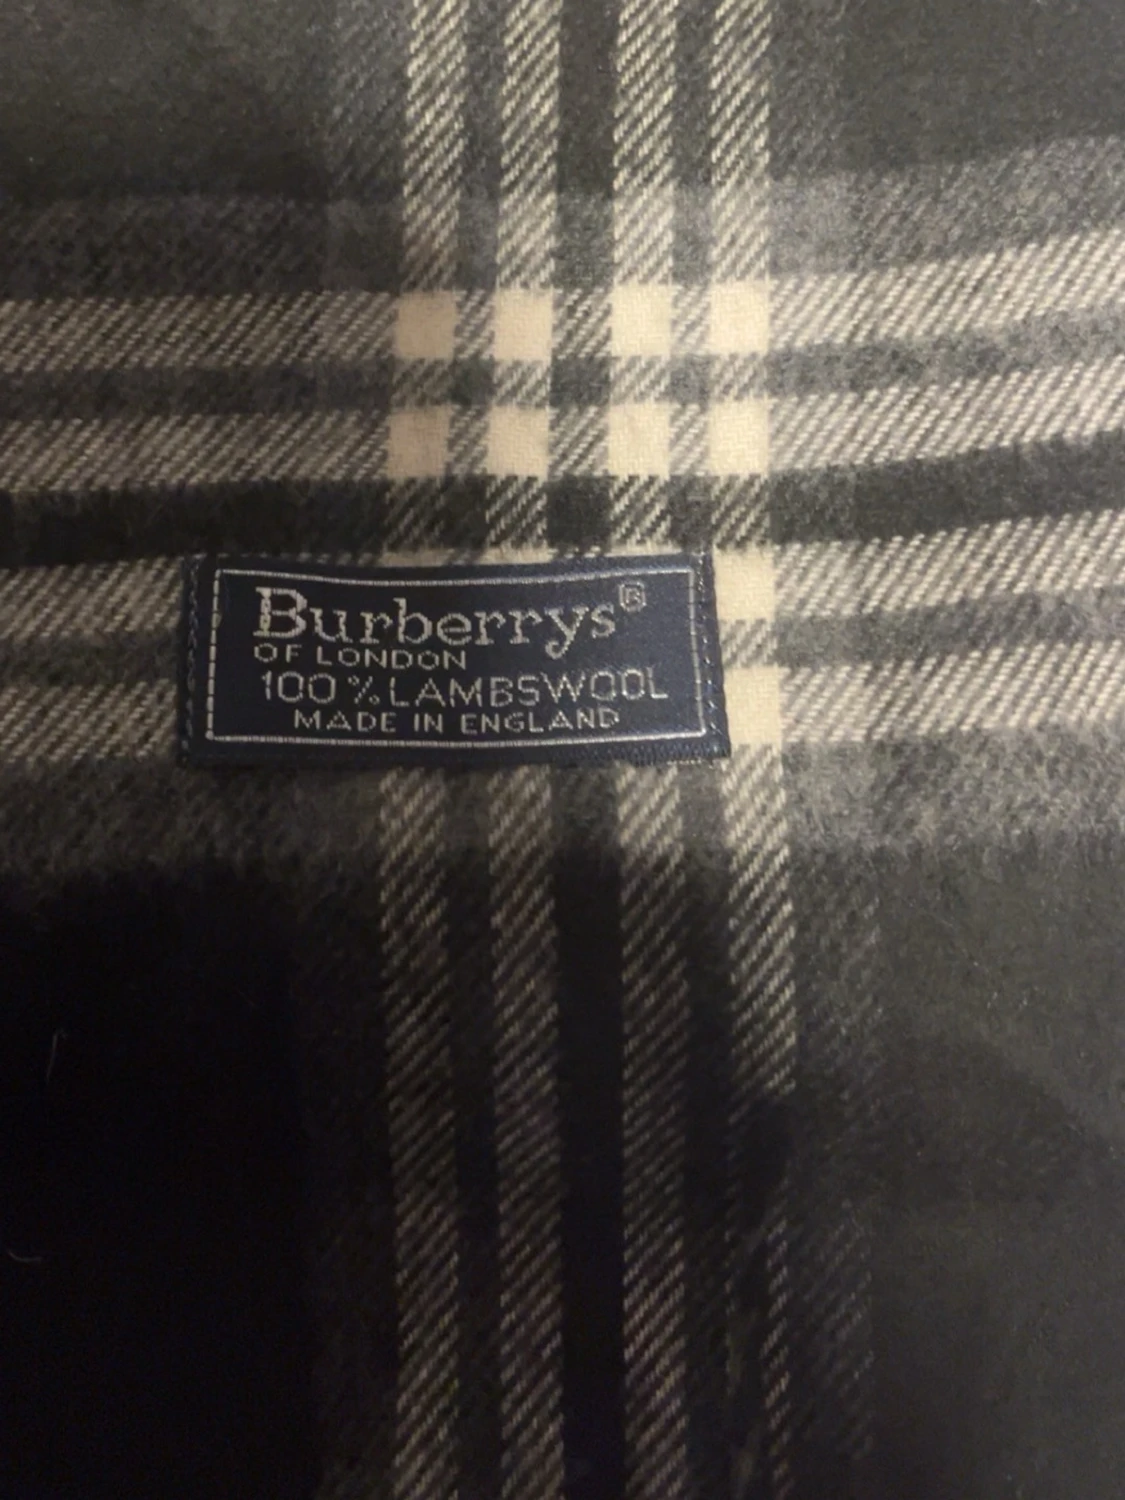 Burberrys®
OF LONDON
100% LAMBSWOOL
MADE IN ENGLAND